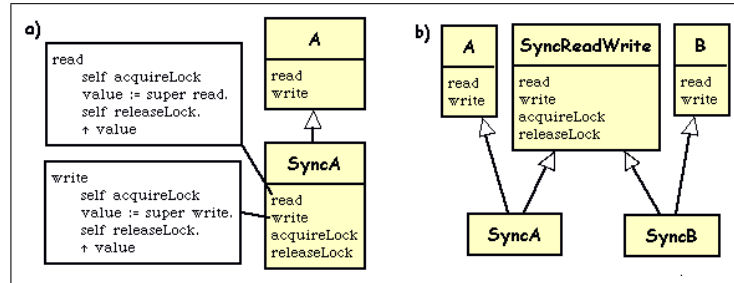 a)
read
self acquireLock
value := super read.
self releaseLock.
↑ value
write
self acquireLock
value := super write.
self releaseLock.
↑ value
A
read
write
SyncA
read
write
acquireLock
releaseLock
b)
A
read
write
SyncReadWrite
read
write
acquireLock
releaseLock
B
read
write
SyncA
SyncB